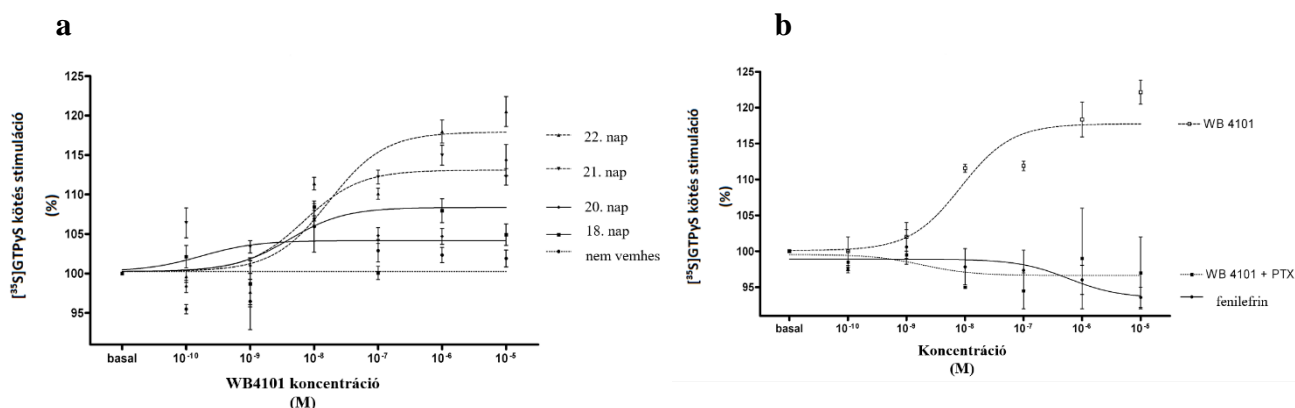 a
[³⁵S]GTPγS kötés stimuláció
(%)
125
120
115
110
105
100
95
basal
10⁻¹⁰
10⁻⁹
10⁻⁸
10⁻⁷
10⁻⁶
10⁻⁵
WB4101 koncentráció
(M)
22. nap
21. nap
20. nap
18. nap
nem vemhes
b
[³⁵S]GTPγS kötés stimuláció
(%)
125
120
115
110
105
100
95
basal
10⁻¹⁰
10⁻⁹
10⁻⁸
10⁻⁷
10⁻⁶
10⁻⁵
Koncentráció
(M)
WB 4101
WB 4101 + PTX
fenilefrin